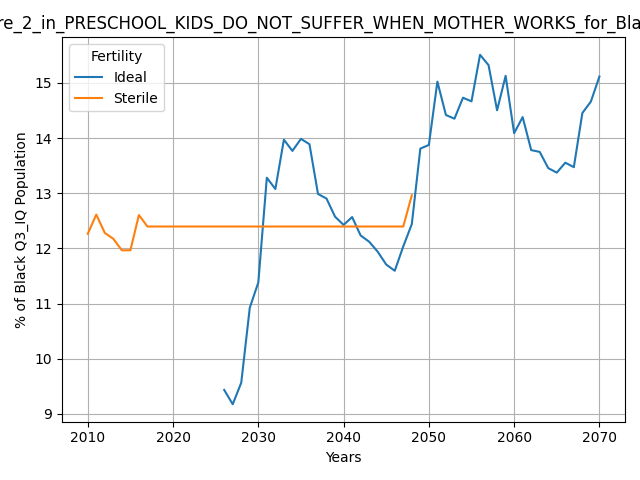 re_2_in_PRESCHOOL_KIDS_DO_NOT_SUFFER_WHEN_MOTHER_WORKS_for_Bla
Fertility
Ideal
Sterile
% of Black Q3_IQ Population
15
14
13
12
11
10
9
2010 2020 2030 2040 2050 2060 2070
Years